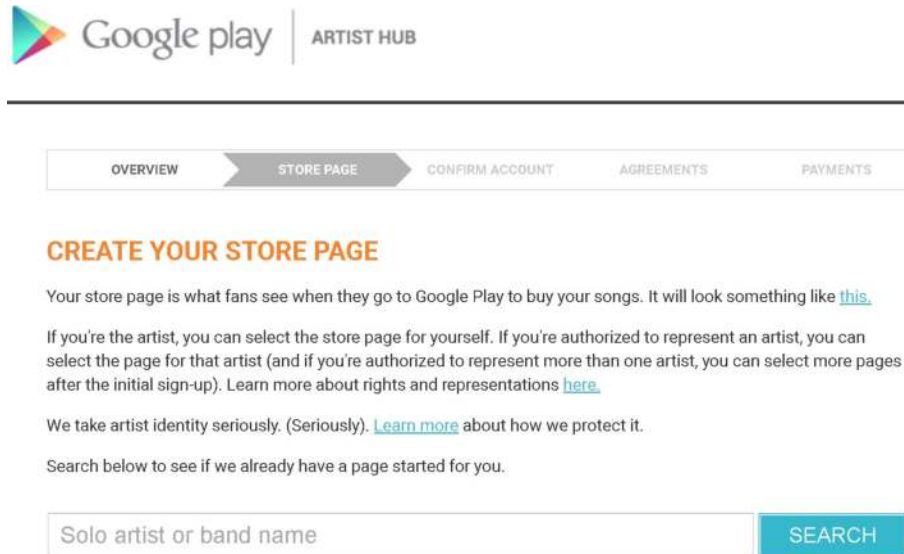 Google play ARTIST HUB
OVERVIEW STORE PAGE CONFIRM ACCOUNT AGREEMENTS PAYMENTS
CREATE YOUR STORE PAGE
Your store page is what fans see when they go to Google Play to buy your songs. It will look something like this.
If you're the artist, you can select the store page for yourself. If you're authorized to represent an artist, you can
select the page for that artist (and if you're authorized to represent more than one artist, you can select more pages
after the initial sign-up). Learn more about rights and representations here.
We take artist identity seriously. (Seriously). Learn more about how we protect it.
Search below to see if we already have a page started for you.
Solo artist or band name SEARCH